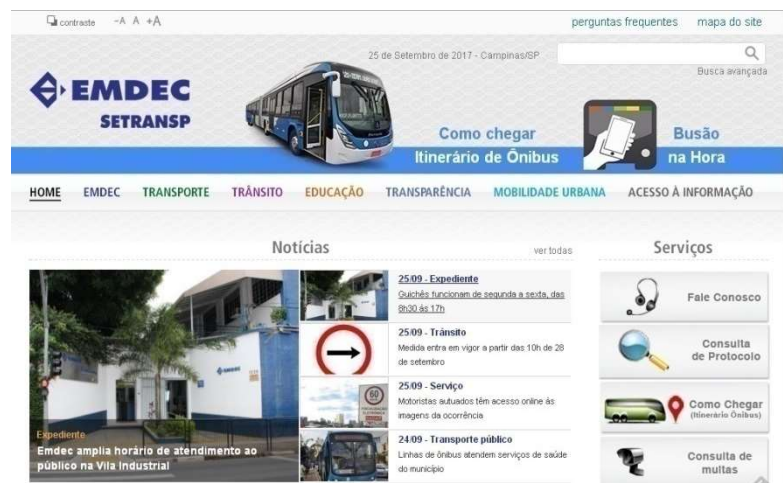 contraste -A A +A
perguntas frequentes mapa do site
25 de Setembro de 2017 - Campinas/SP
Busca avançada
EMDEC
SETRANSP
Como chegar
Itinerário de Ônibus
Busão
na Hora
HOME EMDEC TRANSPORTE TRÂNSITO EDUCAÇÃO TRANSPARÊNCIA MOBILIDADE URBANA ACESSO À INFORMAÇÃO
Notícias
ver todas
Expediente
Emdec amplia horário de atendimento ao
público na Vila Industrial
25/09 - Expediente
Guichês funcionam de segunda a sexta, das
8h30 às 17h
25/09 - Trânsito
Medida entra em vigor a partir das 10h de 28
de setembro
25/09 - Serviço
Motoristas autuados têm acesso online às
imagens da ocorrência
60
24/09 - Transporte público
Linhas de ônibus atendem serviços de saúde
do município
Serviços
Fale Conosco
Consulta
de Protocolo
Como Chegar
(Itinerário Ônibus)
Consulta de
multas